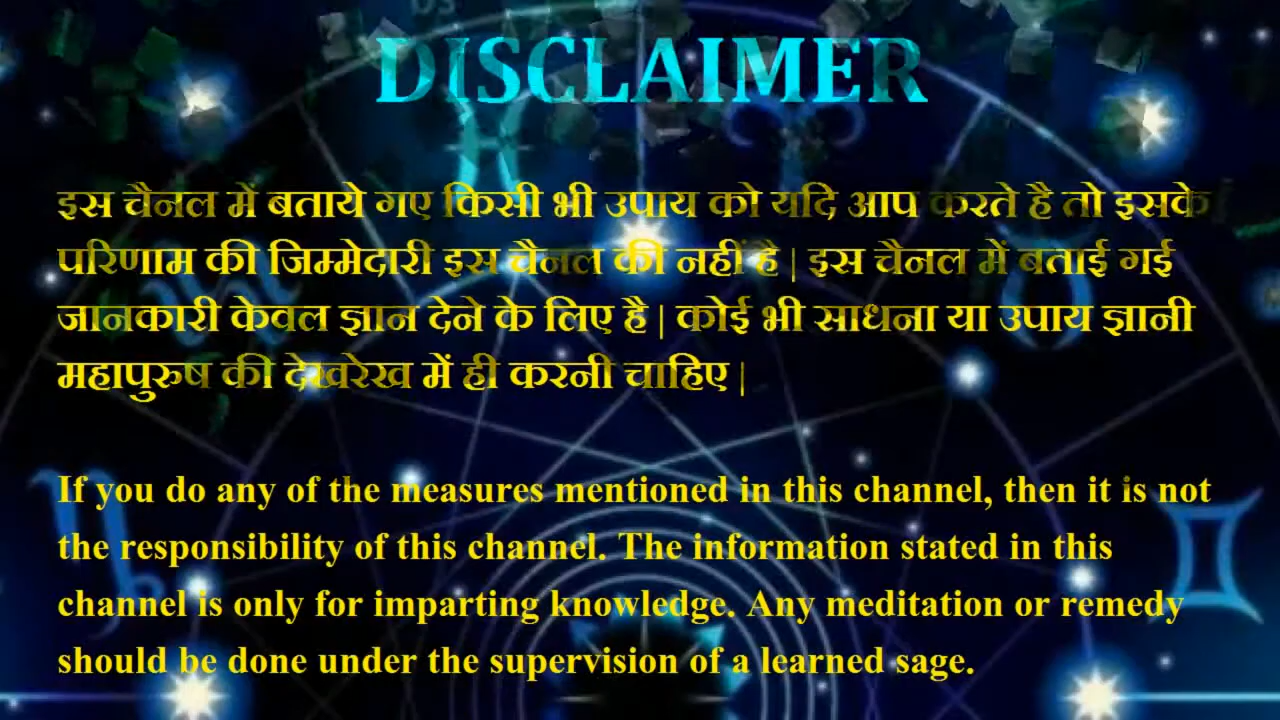 DISCLAIMER
इस चैनल में बताये गए किसी भी उपाय को यदि आप करते है तो इसके
परिणाम की जिम्मेदारी इस चैनल की नहीं है | इस चैनल में बताई गई
जानकारी केवल ज्ञान देने के लिए है | कोई भी साधना या उपाय ज्ञानी
महापुरुष की देखरेख में ही करनी चाहिए |
If you do any of the measures mentioned in this channel, then it is not
the responsibility of this channel. The information stated in this
channel is only for imparting knowledge. Any meditation or remedy
should be done under the supervision of a learned sage.